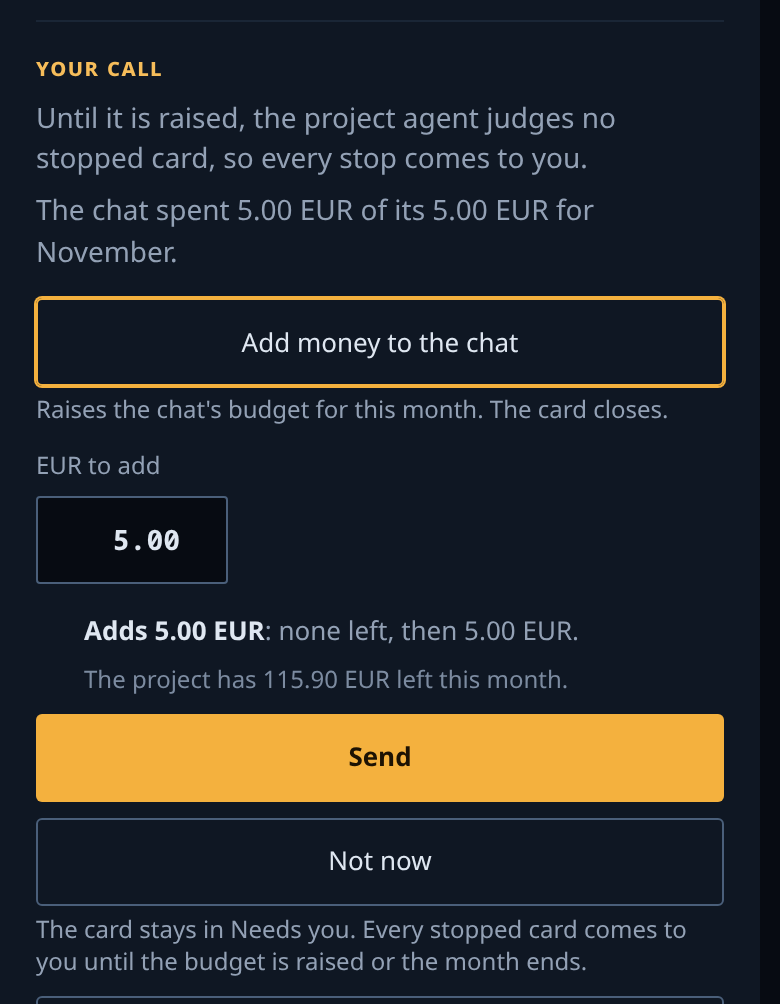 YOUR CALL
Until it is raised, the project agent judges no
stopped card, so every stop comes to you.
The chat spent 5.00 EUR of its 5.00 EUR for
November.
Add money to the chat
Raises the chat's budget for this month. The card closes.
EUR to add
5.00
Adds 5.00 EUR: none left, then 5.00 EUR.
The project has 115.90 EUR left this month.
Send
Not now
The card stays in Needs you. Every stopped card comes to
you until the budget is raised or the month ends.